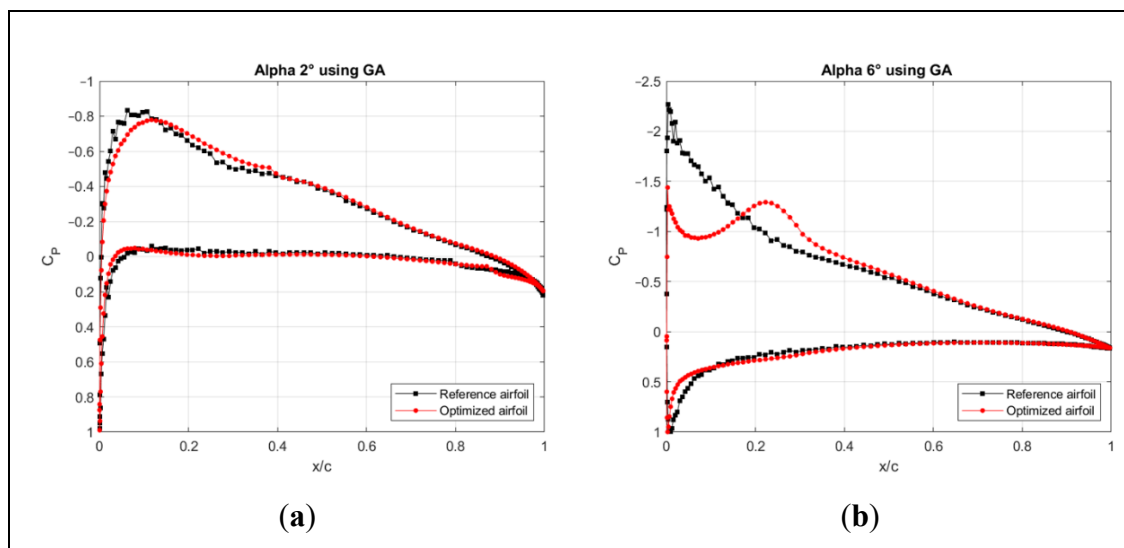 Alpha 2° using GA
−1
−0.8
−0.6
−0.4
−0.2
0
0.2
0.4
0.6
0.8
1
C_P
0 0.2 0.4 0.6 0.8 1
x/c
Reference airfoil
Optimized airfoil
(a)
Alpha 6° using GA
−2.5
−2
−1.5
−1
−0.5
0
0.5
1
C_P
0 0.2 0.4 0.6 0.8 1
x/c
Reference airfoil
Optimized airfoil
(b)